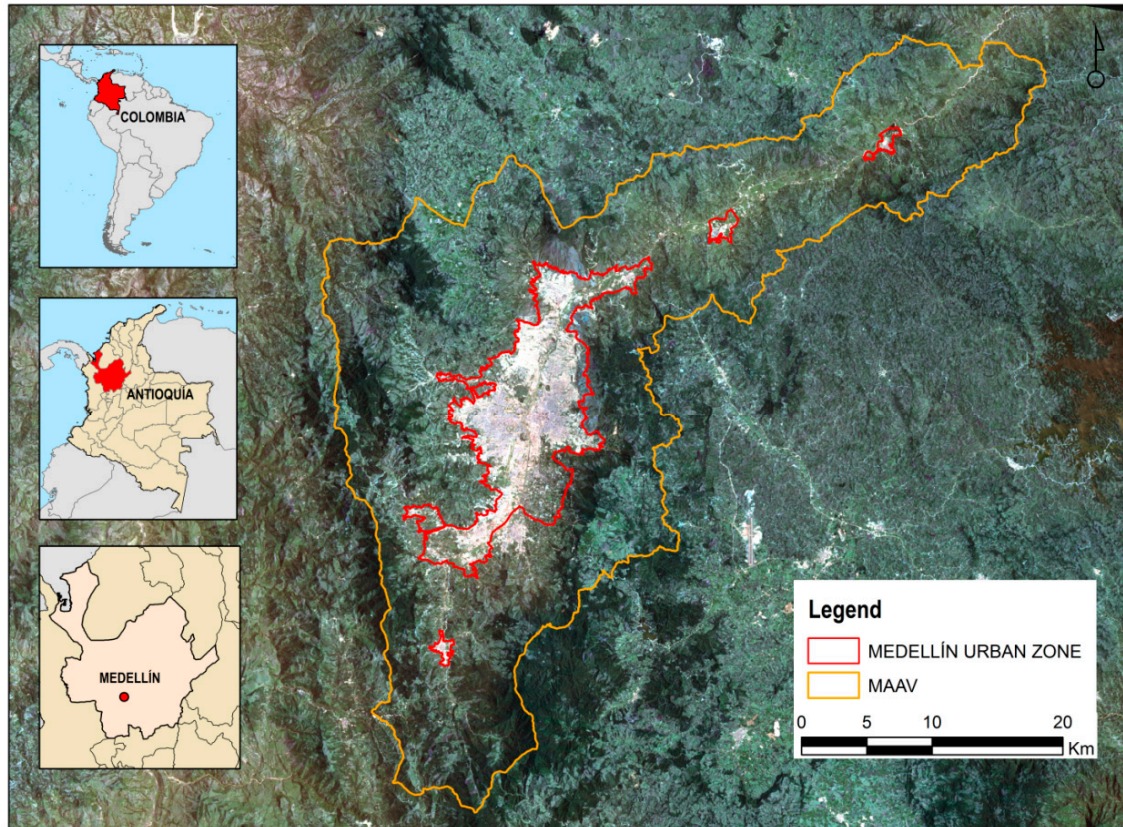 COLOMBIA
ANTIOQUÍA
MEDELLÍN
Legend
MEDELLÍN URBAN ZONE
MAAV
0 5 10 20
Km